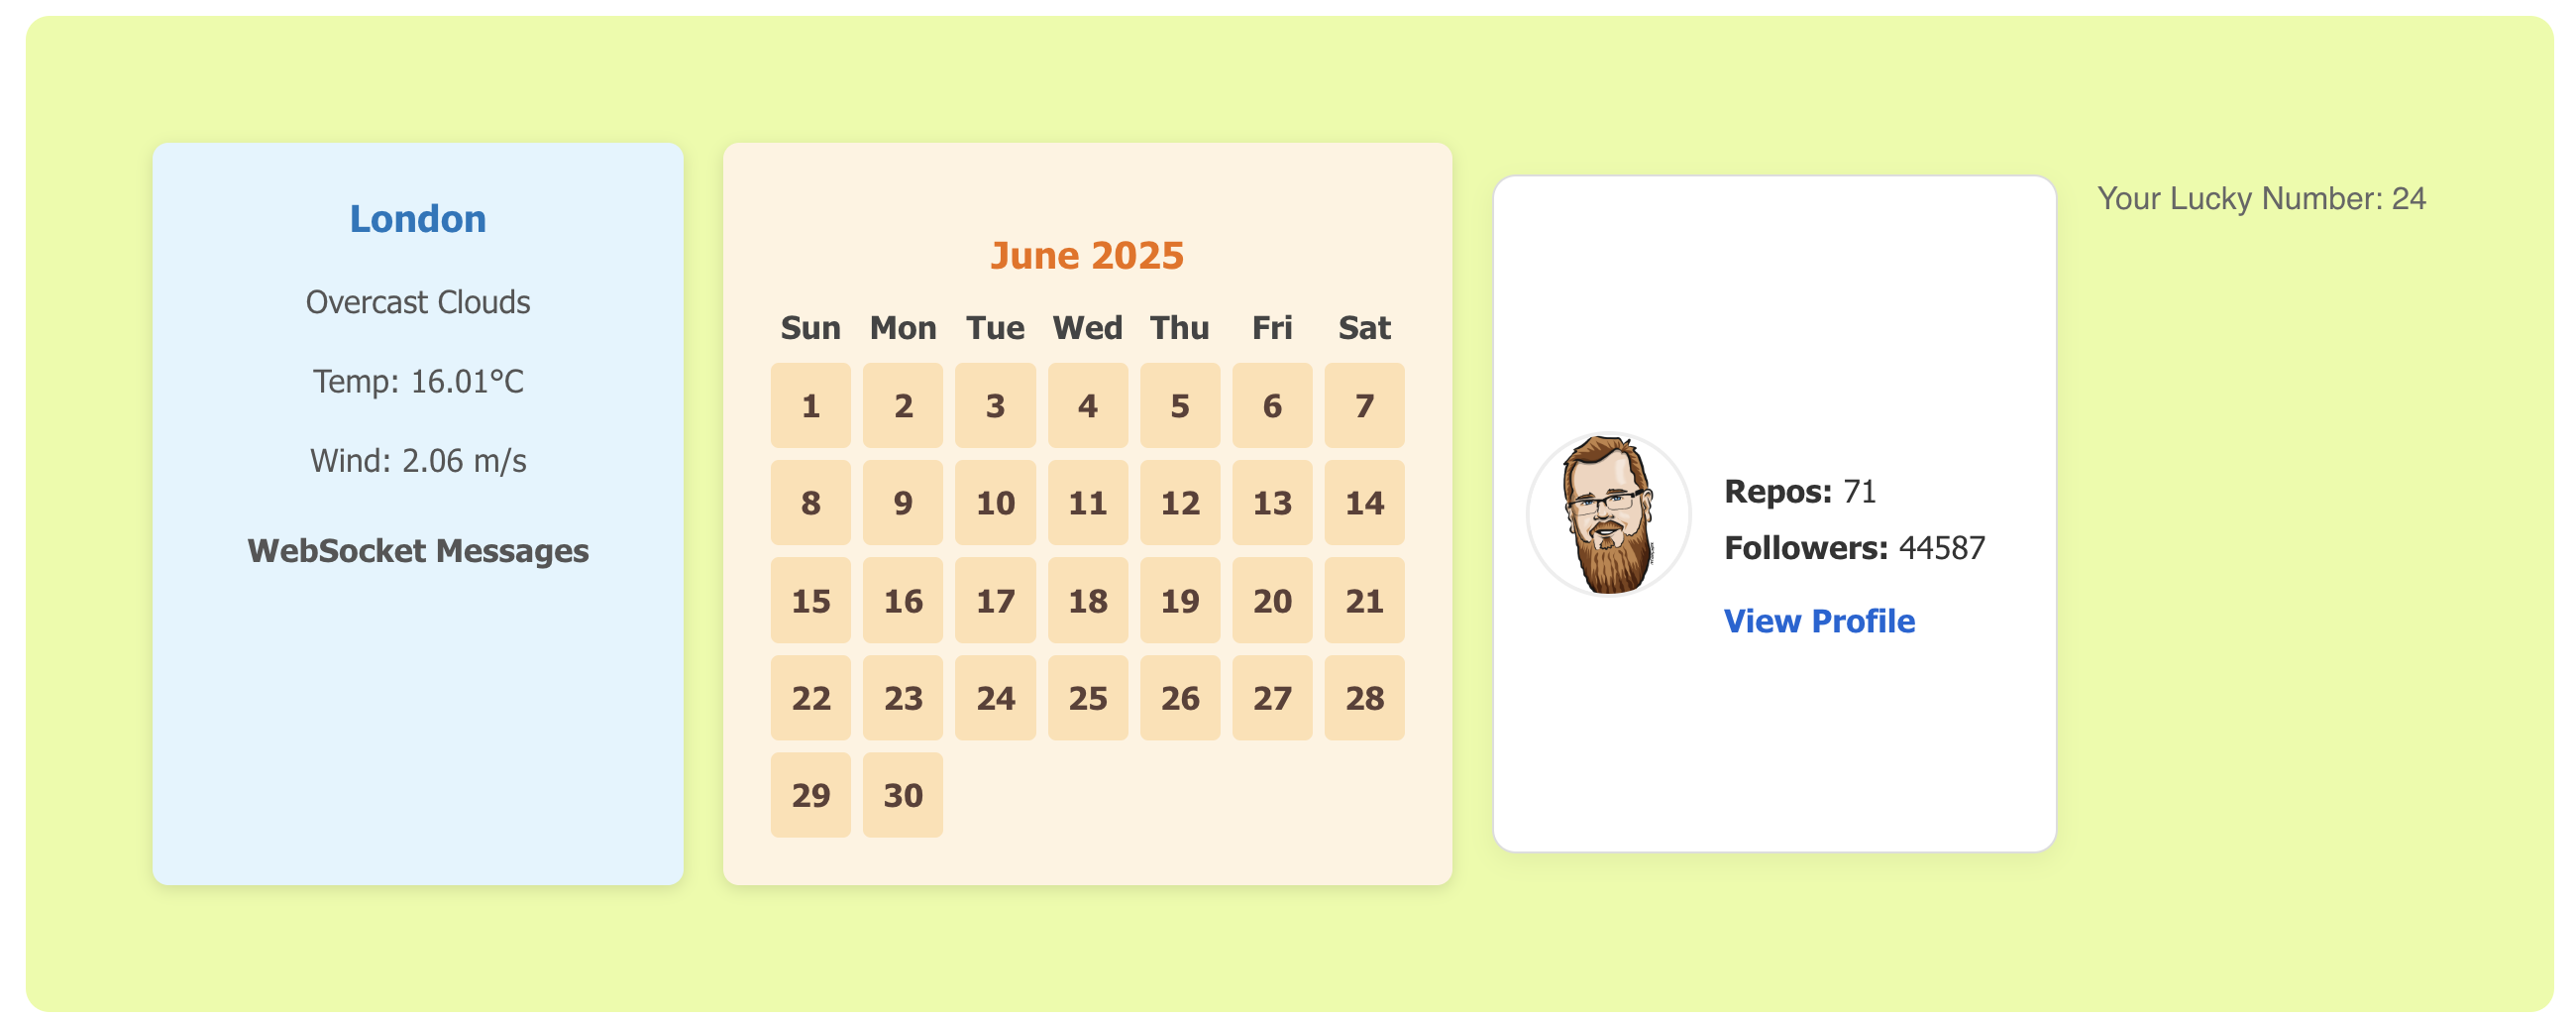 London
Overcast Clouds
Temp: 16.01°C
Wind: 2.06 m/s
WebSocket Messages
June 2025
Sun Mon Tue Wed Thu Fri Sat
1 2 3 4 5 6 7
8 9 10 11 12 13 14
15 16 17 18 19 20 21
22 23 24 25 26 27 28
29 30
Repos: 71
Followers: 44587
View Profile
Your Lucky Number: 24